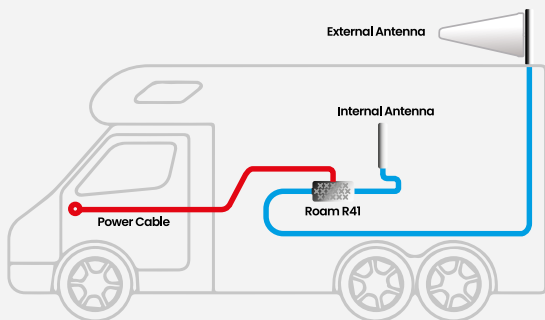 External Antenna
Internal Antenna
Roam R41
Power Cable